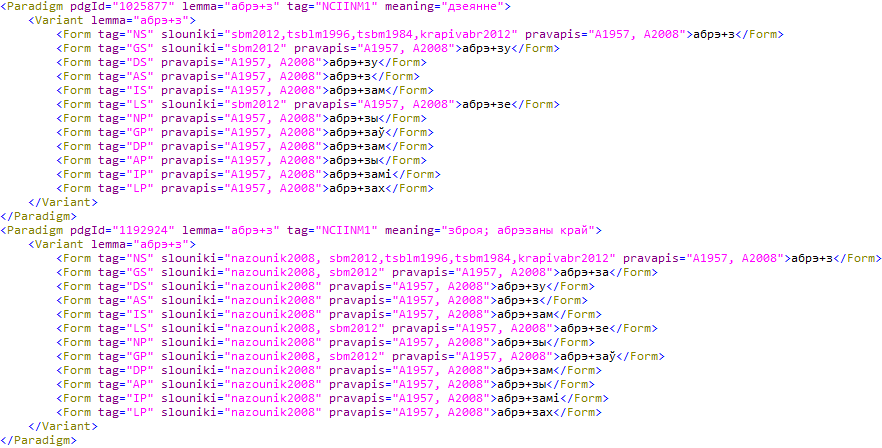 <Paradigm pdgId="1025877" lemma="абрэ+з" tag="NCIINM1" meaning="дзеянне">
<Variant lemma="абрэ+з">
<Form tag="NS" slouniki="sbm2012,tsblm1996,tsbm1984,krapivabr2012" pravapis="A1957, A2008">абрэ+з</Form>
<Form tag="GS" slouniki="sbm2012" pravapis="A1957, A2008">абрэ+зу</Form>
<Form tag="DS" pravapis="A1957, A2008">абрэ+зу</Form>
<Form tag="AS" pravapis="A1957, A2008">абрэ+з</Form>
<Form tag="IS" pravapis="A1957, A2008">абрэ+зам</Form>
<Form tag="LS" slouniki="sbm2012" pravapis="A1957, A2008">абрэ+зе</Form>
<Form tag="NP" pravapis="A1957, A2008">абрэ+зы</Form>
<Form tag="GP" pravapis="A1957, A2008">абрэ+заў</Form>
<Form tag="DP" pravapis="A1957, A2008">абрэ+зам</Form>
<Form tag="AP" pravapis="A1957, A2008">абрэ+зы</Form>
<Form tag="IP" pravapis="A1957, A2008">абрэ+замі</Form>
<Form tag="LP" pravapis="A1957, A2008">абрэ+зах</Form>
</Variant>
</Paradigm>
<Paradigm pdgId="1192924" lemma="абрэ+з" tag="NCIINM1" meaning="зброя; абрэзаны край">
<Variant lemma="абрэ+з">
<Form tag="NS" slouniki="nazounik2008, sbm2012,tsblm1996,tsbm1984,krapivabr2012" pravapis="A1957, A2008">абрэ+з</Form>
<Form tag="GS" slouniki="nazounik2008, sbm2012" pravapis="A1957, A2008">абрэ+за</Form>
<Form tag="DS" slouniki="nazounik2008" pravapis="A1957, A2008">абрэ+зу</Form>
<Form tag="AS" slouniki="nazounik2008" pravapis="A1957, A2008">абрэ+з</Form>
<Form tag="IS" slouniki="nazounik2008" pravapis="A1957, A2008">абрэ+зам</Form>
<Form tag="LS" slouniki="nazounik2008, sbm2012" pravapis="A1957, A2008">абрэ+зе</Form>
<Form tag="NP" slouniki="nazounik2008" pravapis="A1957, A2008">абрэ+зы</Form>
<Form tag="GP" slouniki="nazounik2008, sbm2012" pravapis="A1957, A2008">абрэ+заў</Form>
<Form tag="DP" slouniki="nazounik2008" pravapis="A1957, A2008">абрэ+зам</Form>
<Form tag="AP" slouniki="nazounik2008" pravapis="A1957, A2008">абрэ+зы</Form>
<Form tag="IP" slouniki="nazounik2008" pravapis="A1957, A2008">абрэ+замі</Form>
<Form tag="LP" slouniki="nazounik2008" pravapis="A1957, A2008">абрэ+зах</Form>
</Variant>
</Paradigm>